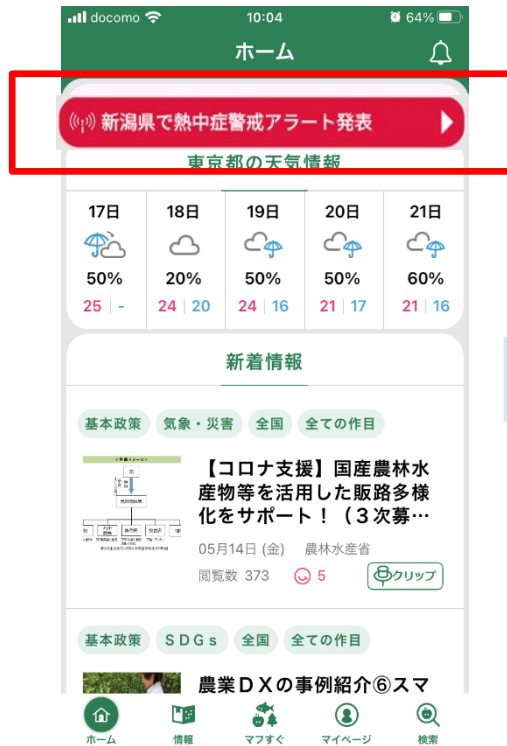 docomo 10:04 64%
ホーム
新潟県で熱中症警戒アラート発表
東京都の天気情報
17日 18日 19日 20日 21日
50% 20% 50% 50% 60%
25 | - 24 | 20 24 | 16 21 | 17 21 | 16
新着情報
基本政策 気象・災害 全国 全ての作目
【コロナ支援】国産農林水
産物等を活用した販路多様
化をサポート！（３次募…
05月14日 (金) 農林水産省
閲覧数 373 5 クリップ
基本政策 ＳＤＧｓ 全国 全ての作目
農業ＤＸの事例紹介⑥スマ
ホーム 情報 マフすぐ マイページ 検索